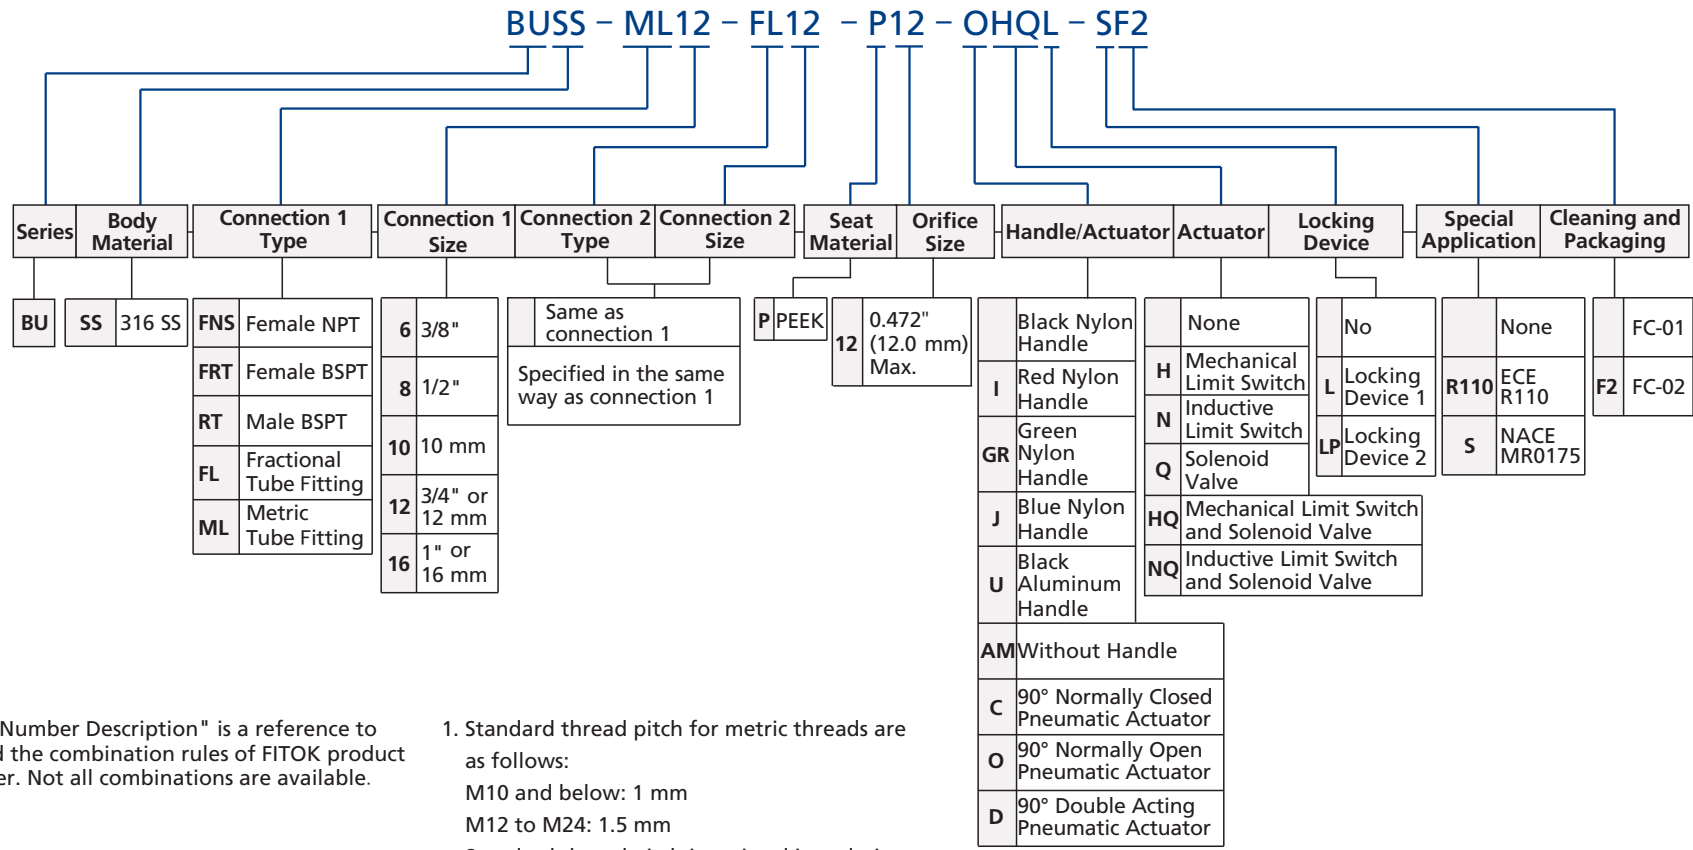 BUSS – ML12 – FL12 – P12 – OHQL – SF2
Series
Body
Material
Connection 1
Type
Connection 1
Size
Connection 2
Type
Connection 2
Size
Seat
Material
Orifice
Size
Handle/Actuator
Actuator
Locking
Device
Special
Application
Cleaning and
Packaging
BU
SS 316 SS
FNS Female NPT
FRT Female BSPT
RT Male BSPT
FL Fractional
Tube Fitting
ML Metric
Tube Fitting
6 3/8"
8 1/2"
10 10 mm
12 3/4" or
12 mm
16 1" or
16 mm
Same as
connection 1
Specified in the same
way as connection 1
P PEEK
12 0.472"
(12.0 mm)
Max.
Black Nylon
Handle
I Red Nylon
Handle
GR Green
Nylon
Handle
J Blue Nylon
Handle
U Black
Aluminum
Handle
AM Without Handle
C 90° Normally Closed
Pneumatic Actuator
O 90° Normally Open
Pneumatic Actuator
D 90° Double Acting
Pneumatic Actuator
None
H Mechanical
Limit Switch
N Inductive
Limit Switch
Q Solenoid
Valve
HQ Mechanical Limit Switch
and Solenoid Valve
NQ Inductive Limit Switch
and Solenoid Valve
No
L Locking
Device 1
LP Locking
Device 2
None
R110 ECE
R110
S NACE
MR0175
FC-01
F2 FC-02
Number Description" is a reference to
the combination rules of FITOK product
Not all combinations are available.
1. Standard thread pitch for metric threads are
as follows:
M10 and below: 1 mm
M12 to M24: 1.5 mm